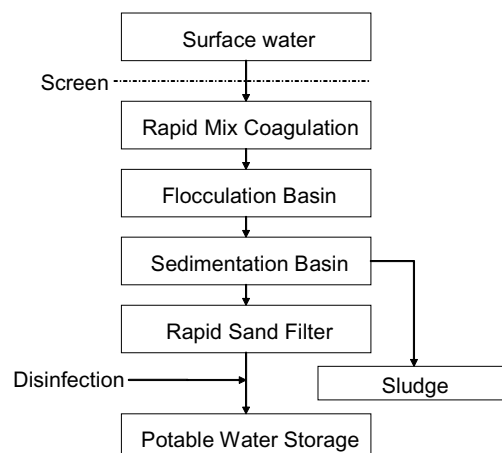 Surface water
Screen
Rapid Mix Coagulation
Flocculation Basin
Sedimentation Basin
Rapid Sand Filter
Disinfection
Sludge
Potable Water Storage